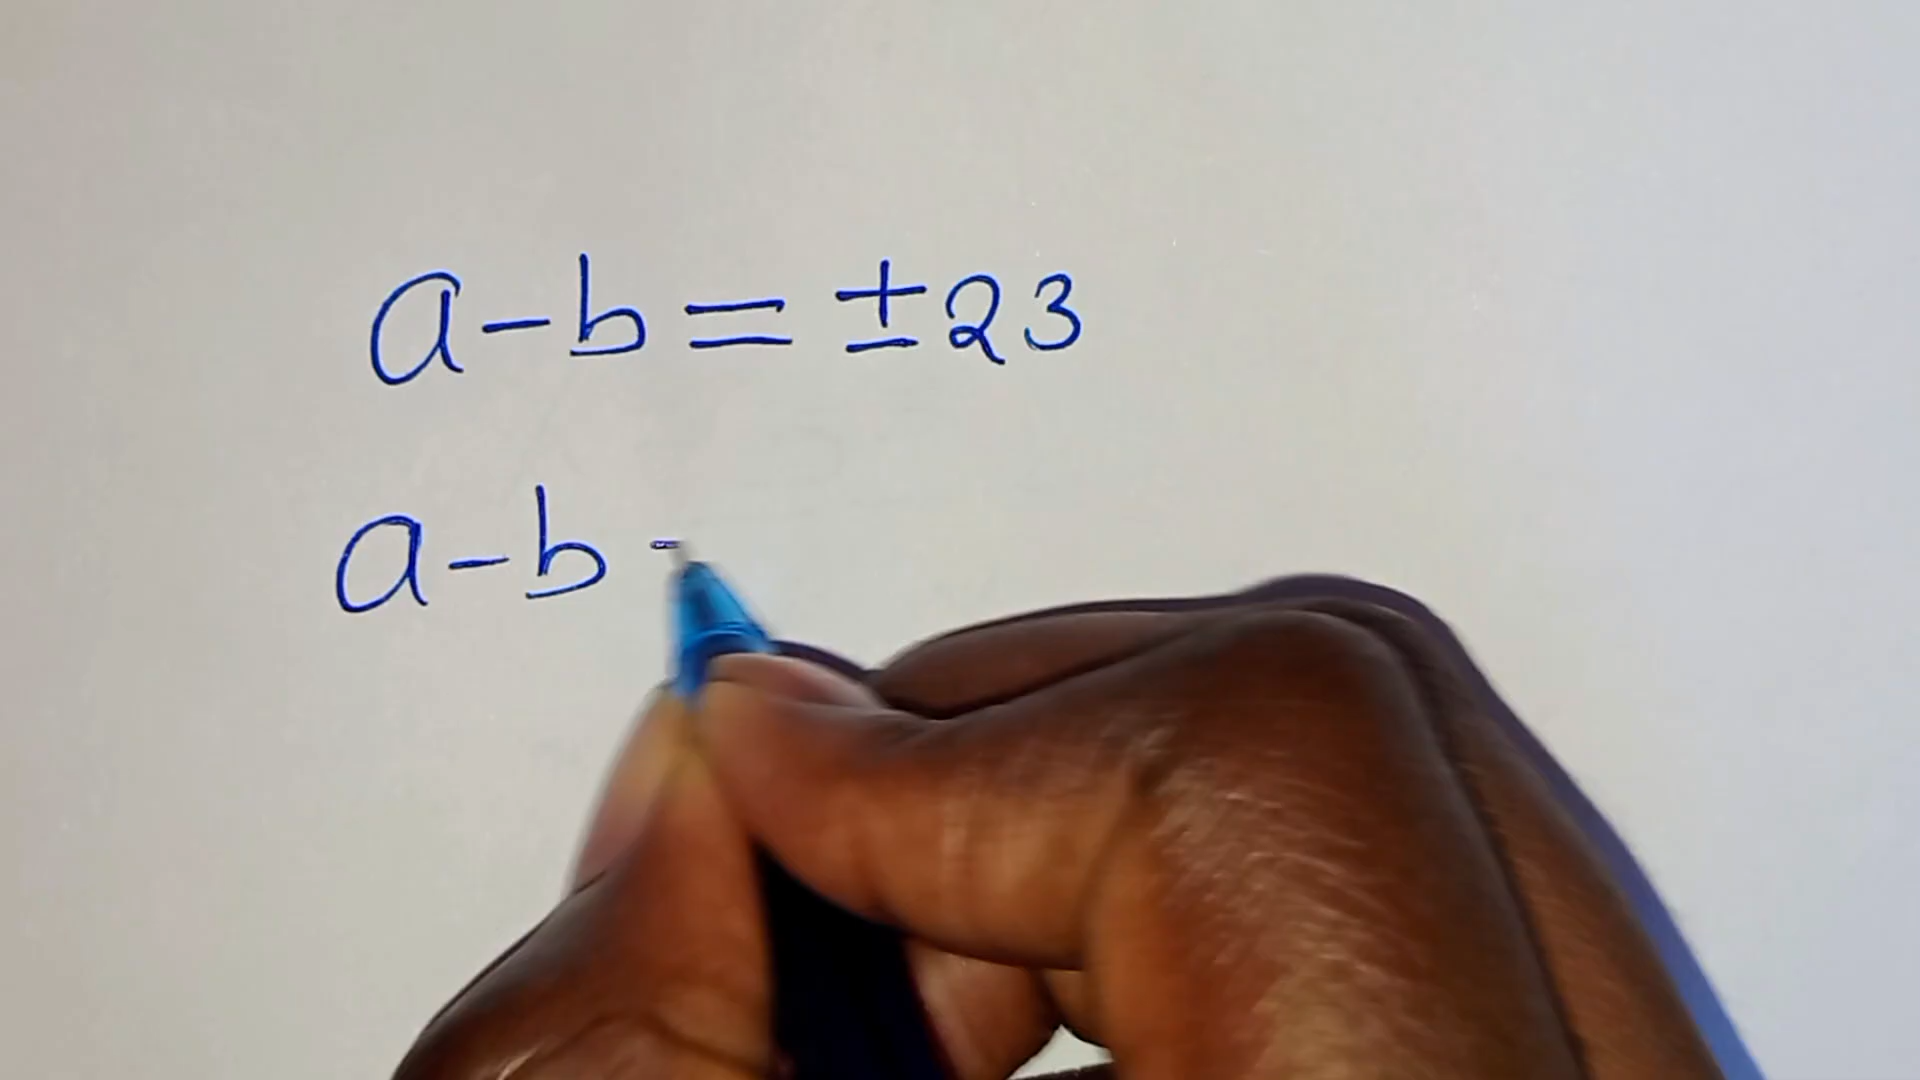 a-b = ±23
a-b -